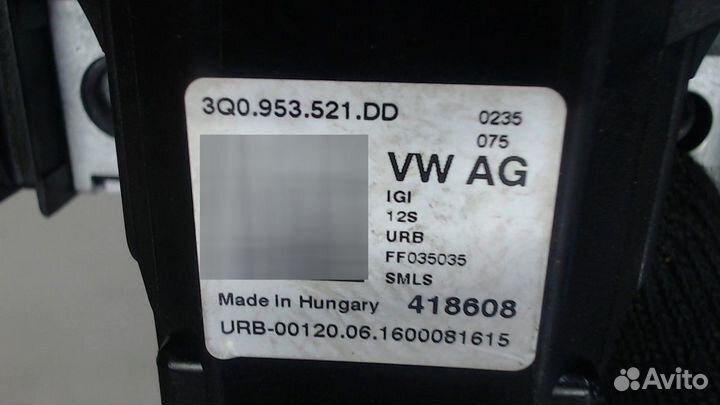 3Q0.953.521.DD
0235
075
VW AG
IGI
12S
URB
FF035035
SMLS
Made in Hungary 418608
URB-00120.06.1600081615
Avito